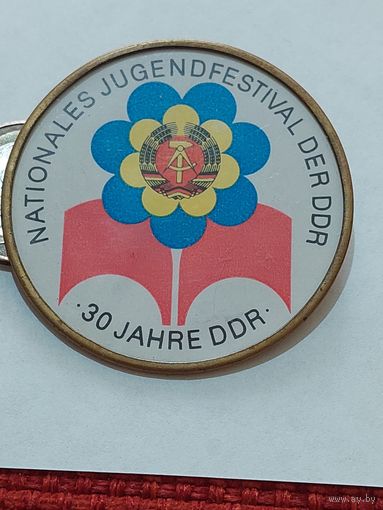 NATIONALES JUGENDFESTIVAL DER DDR
· 30 JAHRE DDR ·
www.ay.by